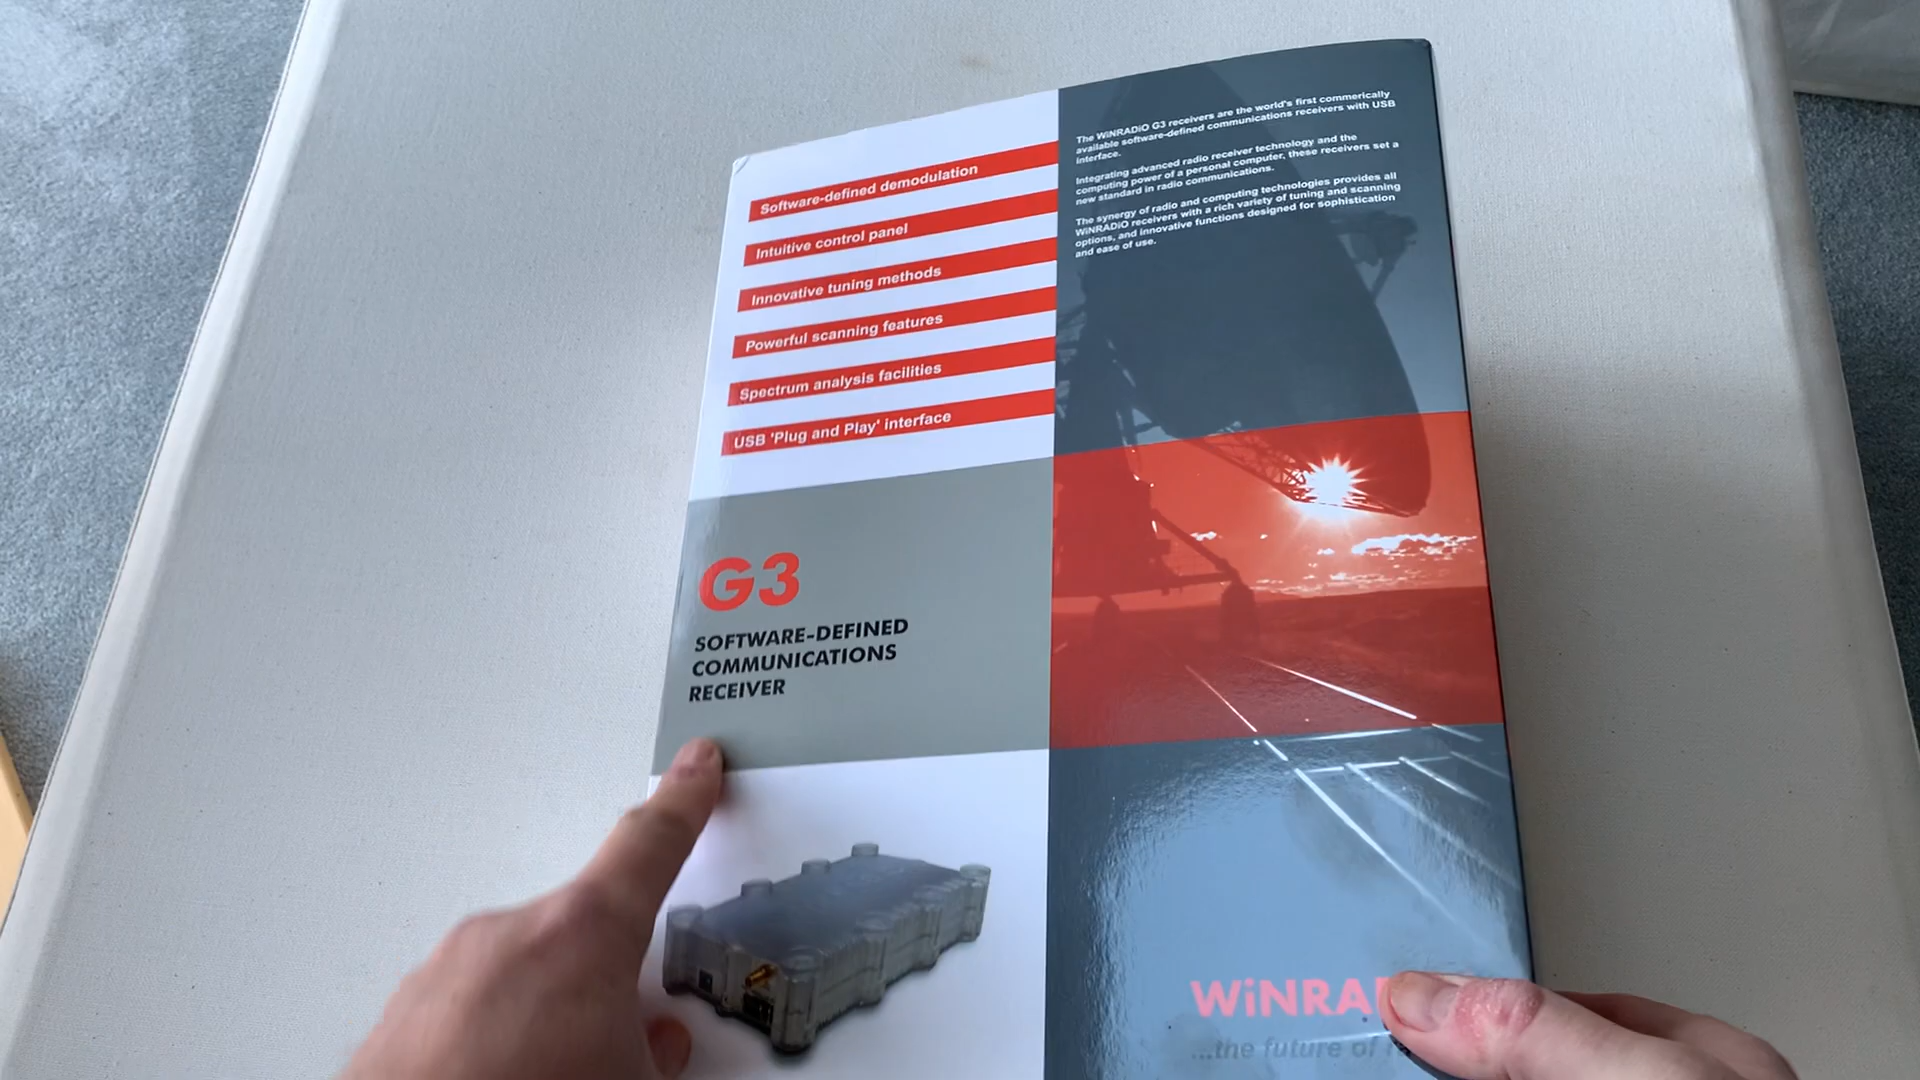 Software-defined demodulation
Intuitive control panel
Innovative tuning methods
Powerful scanning features
Spectrum analysis facilities
USB 'Plug and Play' interface
G3
SOFTWARE-DEFINED
COMMUNICATIONS
RECEIVER
The WiNRADiO G3 receivers are the world's first commerically
available software-defined communications receivers with USB
interface.
Integrating advanced radio receiver technology and the
computing power of a personal computer, these receivers set a
new standard in radio communications.
The synergy of radio and computing technologies provides all
WiNRADiO receivers with a rich variety of tuning and scanning
options, and innovative functions designed for sophistication
and ease of use.
...the future of